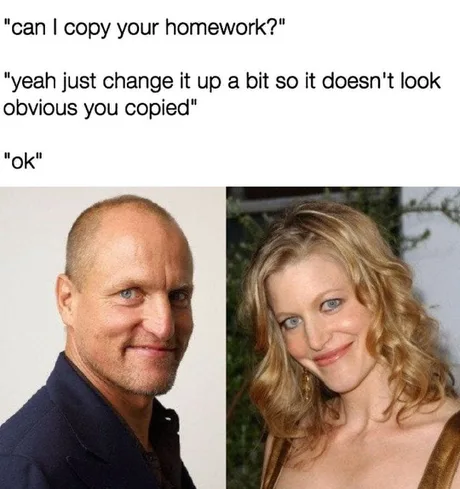 "can I copy your homework?"
"yeah just change it up a bit so it doesn't look
obvious you copied"
"ok"